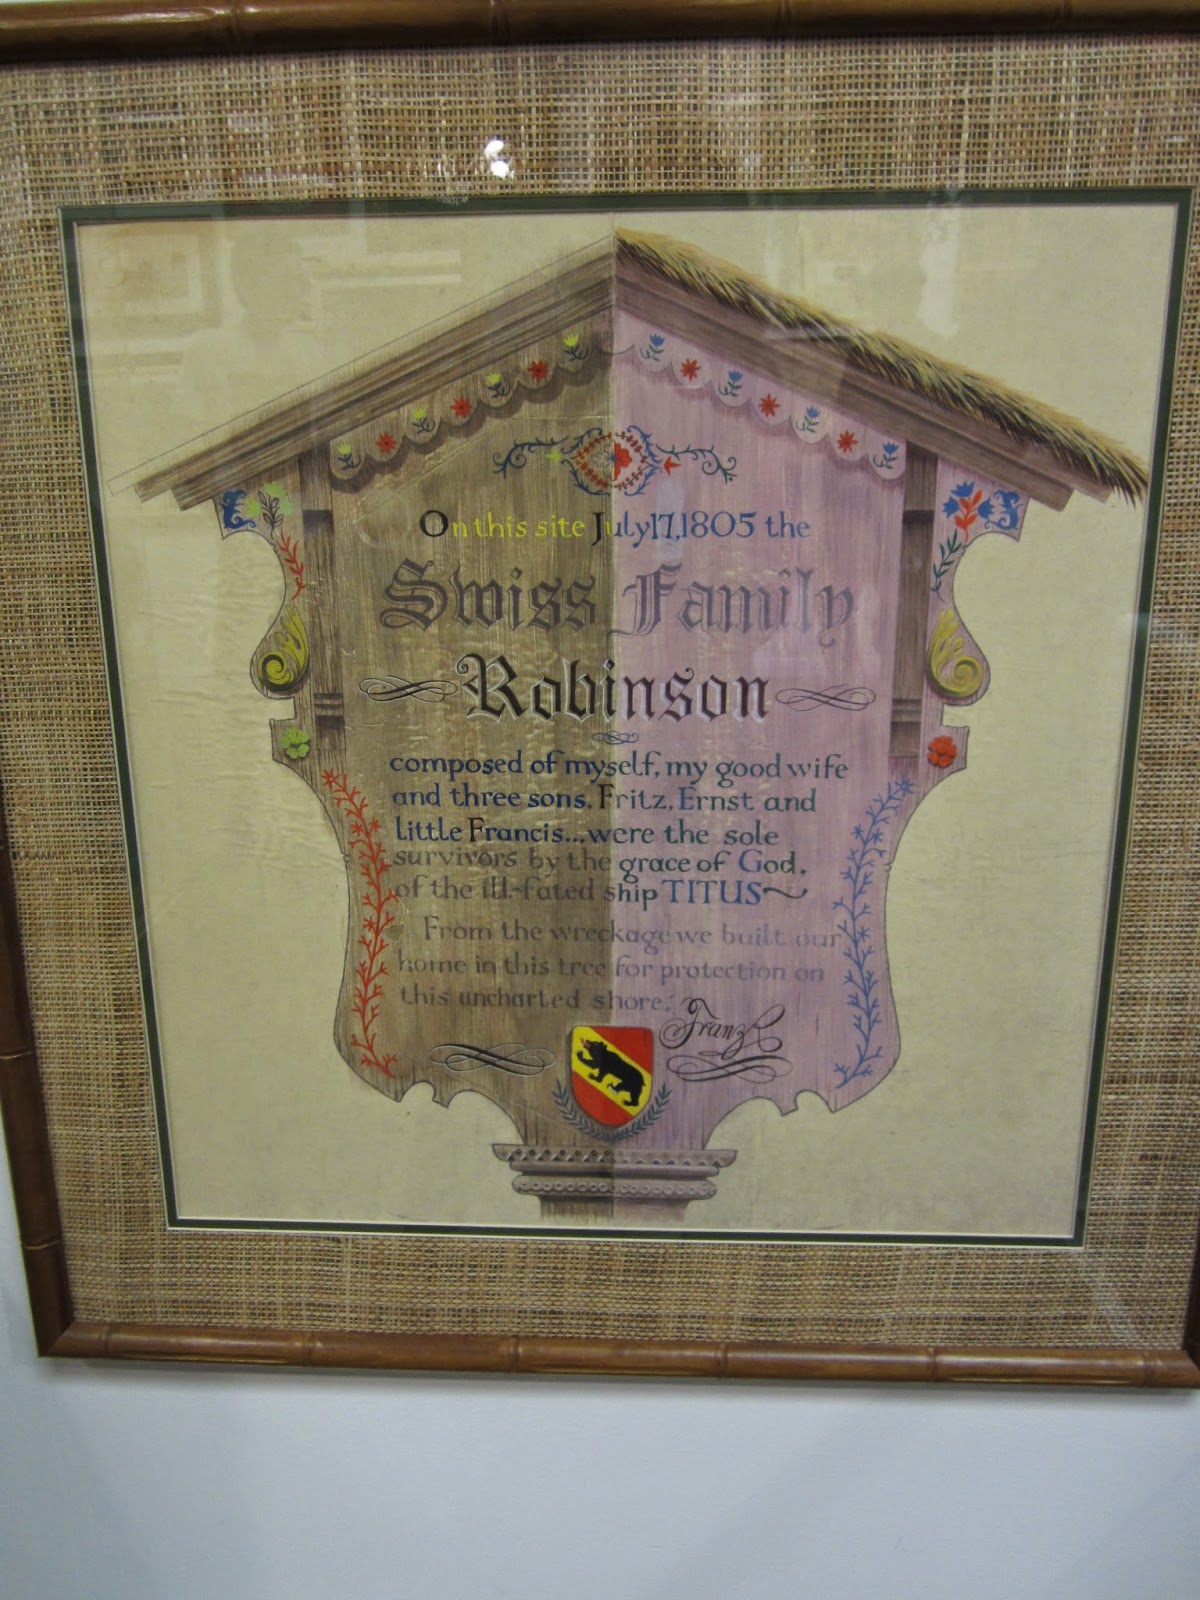 On this site July 17, 1805 the
Swiss Family
Robinson
composed of myself, my good wife
and three sons, Fritz, Ernst and
little Francis...were the sole
survivors by the grace of God,
of the ill-fated ship TITUS~
From the wreckage we built our
home in this tree for protection on
this uncharted shore.
Franz R